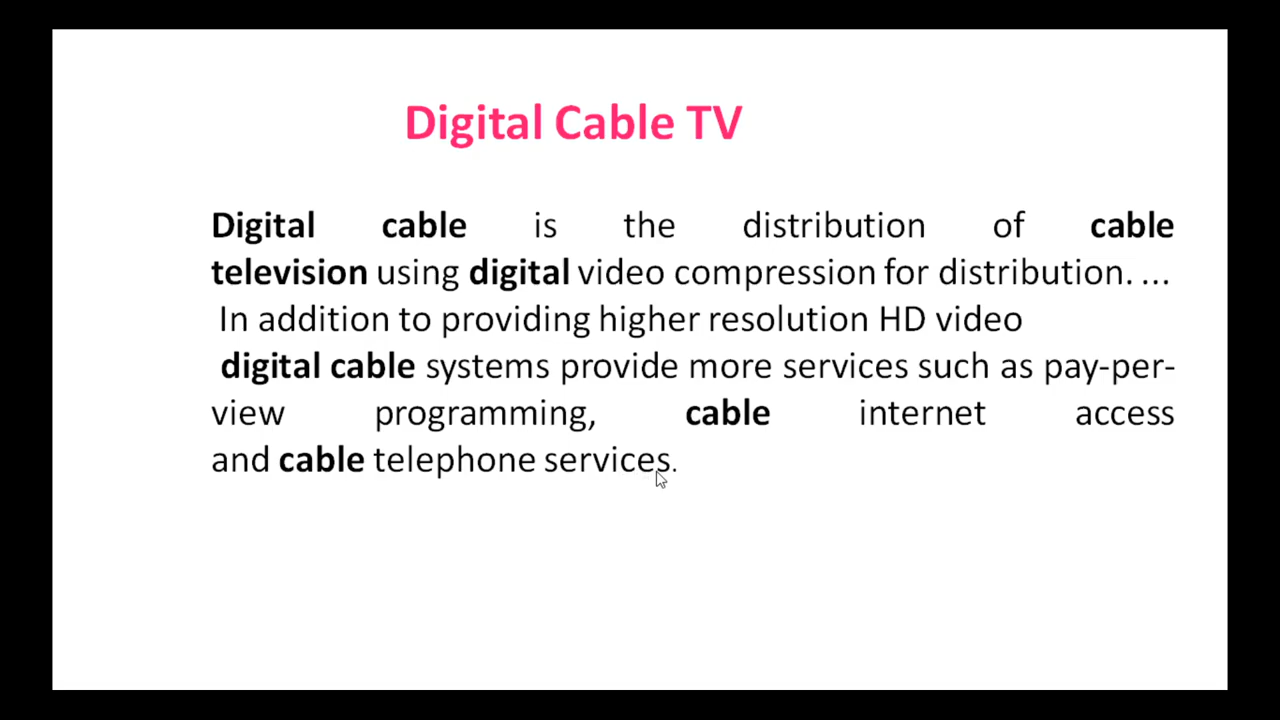 Digital Cable TV
Digital cable is the distribution of cable
television using digital video compression for distribution. ...
In addition to providing higher resolution HD video
digital cable systems provide more services such as pay-per-
view programming, cable internet access
and cable telephone services.